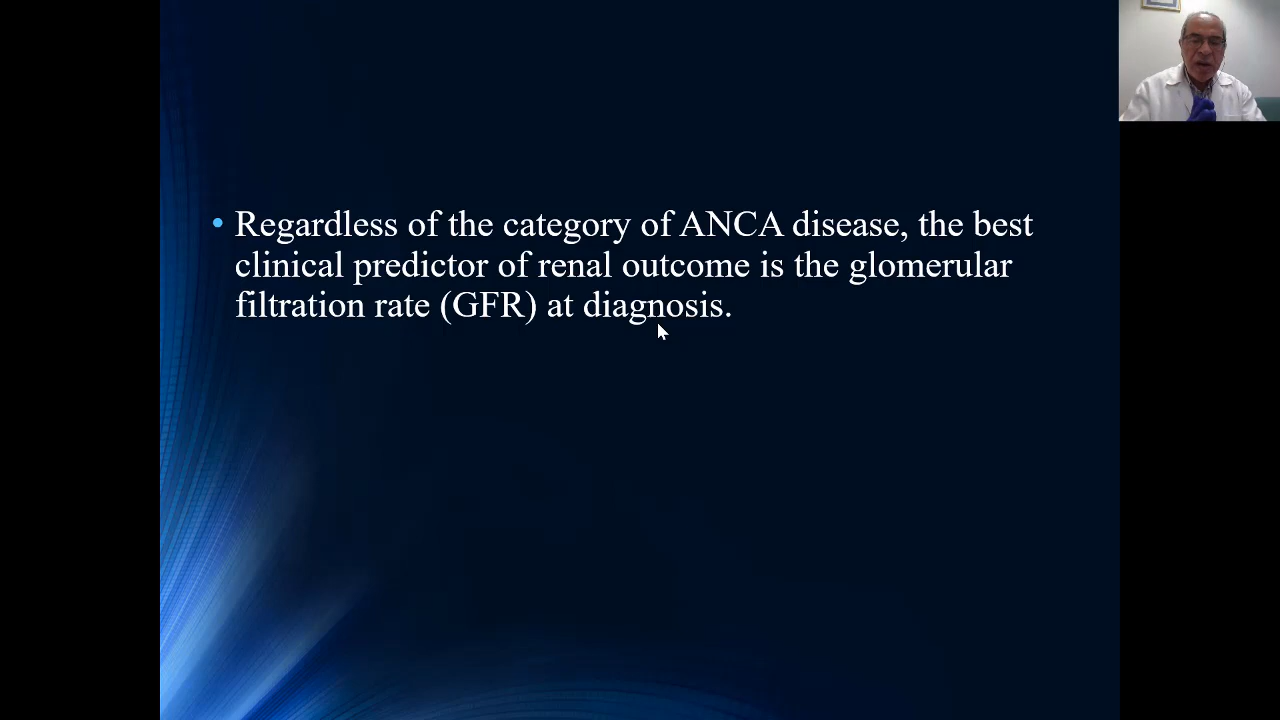 • Regardless of the category of ANCA disease, the best
clinical predictor of renal outcome is the glomerular
filtration rate (GFR) at diagnosis.